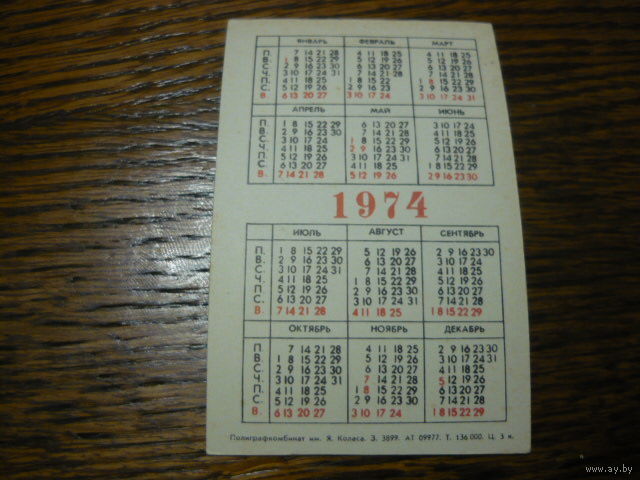 ЯНВАРЬ ФЕВРАЛЬ МАРТ
П. 7 14 21 28 4 11 18 25 4 11 18 25
В. 1 8 15 22 29 5 12 19 26 5 12 19 26
С. 2 9 16 23 30 6 13 20 27 6 13 20 27
Ч. 3 10 17 24 31 7 14 21 28 7 14 21 28
П. 4 11 18 25 1 8 15 22 1 8 15 22 29
С. 5 12 19 26 2 9 16 23 2 9 16 23 30
В. 6 13 20 27 3 10 17 24 3 10 17 24 31
АПРЕЛЬ МАЙ ИЮНЬ
П. 1 8 15 22 29 6 13 20 27 3 10 17 24
В. 2 9 16 23 30 7 14 21 28 4 11 18 25
С. 3 10 17 24 1 8 15 22 29 5 12 19 26
Ч. 4 11 18 25 2 9 16 23 30 6 13 20 27
П. 5 12 19 26 3 10 17 24 31 7 14 21 28
С. 6 13 20 27 4 11 18 25 1 8 15 22 29
В. 7 14 21 28 5 12 19 26 2 9 16 23 30
1974
ИЮЛЬ АВГУСТ СЕНТЯБРЬ
П. 1 8 15 22 29 5 12 19 26 2 9 16 23 30
В. 2 9 16 23 30 6 13 20 27 3 10 17 24
С. 3 10 17 24 31 7 14 21 28 4 11 18 25
Ч. 4 11 18 25 1 8 15 22 29 5 12 19 26
П. 5 12 19 26 2 9 16 23 30 6 13 20 27
С. 6 13 20 27 3 10 17 24 31 7 14 21 28
В. 7 14 21 28 4 11 18 25 1 8 15 22 29
ОКТЯБРЬ НОЯБРЬ ДЕКАБРЬ
П. 7 14 21 28 4 11 18 25 2 9 16 23 30
В. 1 8 15 22 29 5 12 19 26 3 10 17 24 31
С. 2 9 16 23 30 6 13 20 27 4 11 18 25
Ч. 3 10 17 24 31 7 14 21 28 5 12 19 26
П. 4 11 18 25 1 8 15 22 29 6 13 20 27
С. 5 12 19 26 2 9 16 23 30 7 14 21 28
В. 6 13 20 27 3 10 17 24 1 8 15 22 29
Полиграфкомбинат им. Я. Коласа. З. 3899. АТ 09977. Т. 136 000. Ц. 3 к.
www.ay.by